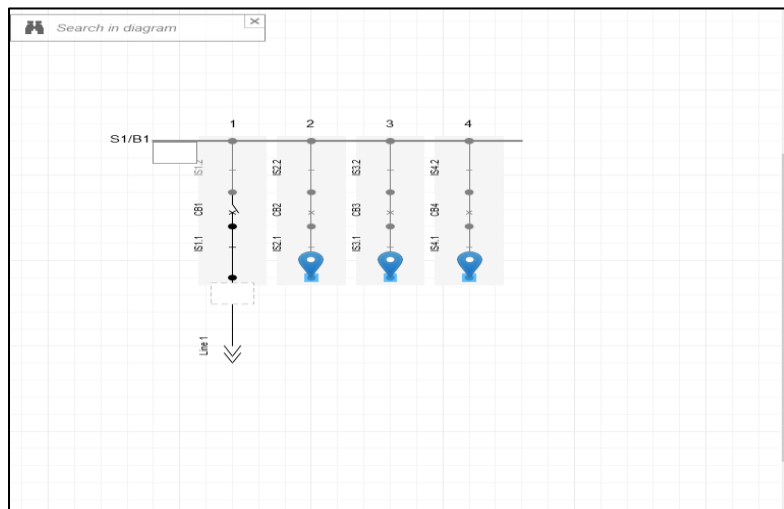 Search in diagram
1 2 3 4
S1/B1
IS1.2 IS2.2 IS3.2 IS4.2
CB1 CB2 CB3 CB4
IS1.1 IS2.1 IS3.1 IS4.1
Line 1